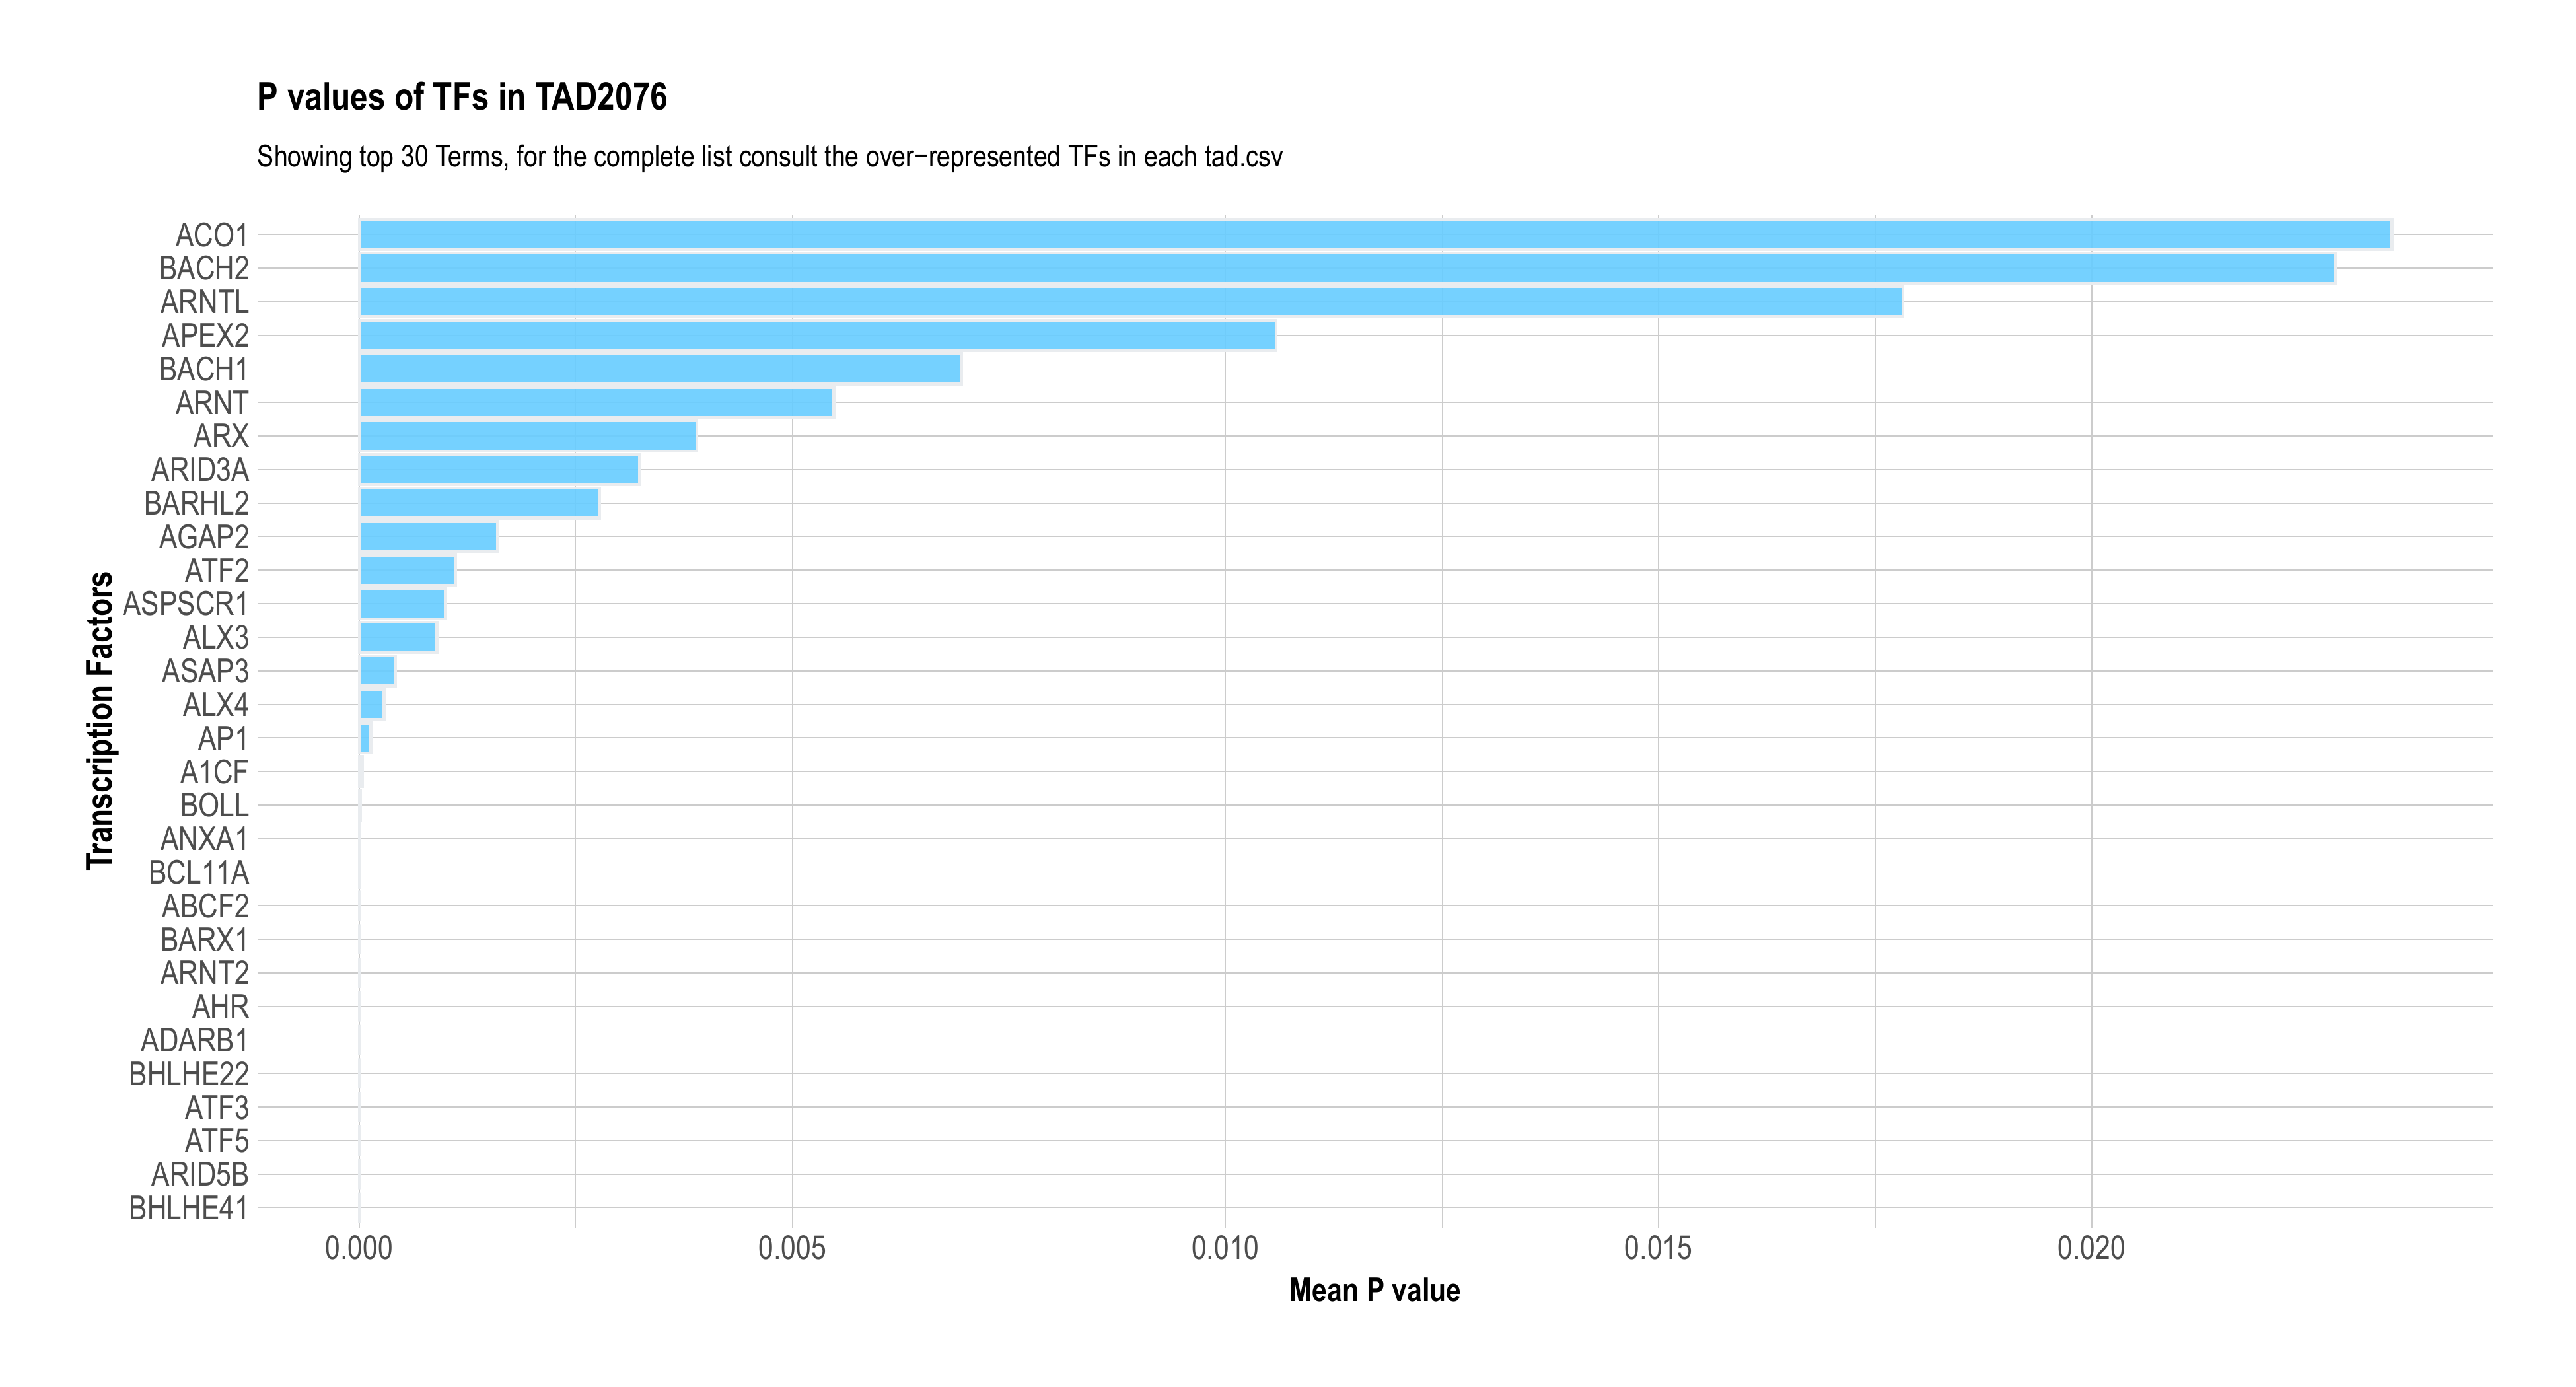 P values of TFs in TAD2076
Showing top 30 Terms, for the complete list consult the over−represented TFs in each tad.csv
Transcription Factors
ACO1
BACH2
ARNTL
APEX2
BACH1
ARNT
ARX
ARID3A
BARHL2
AGAP2
ATF2
ASPSCR1
ALX3
ASAP3
ALX4
AP1
A1CF
BOLL
ANXA1
BCL11A
ABCF2
BARX1
ARNT2
AHR
ADARB1
BHLHE22
ATF3
ATF5
ARID5B
BHLHE41
0.000 0.005 0.010 0.015 0.020
Mean P value